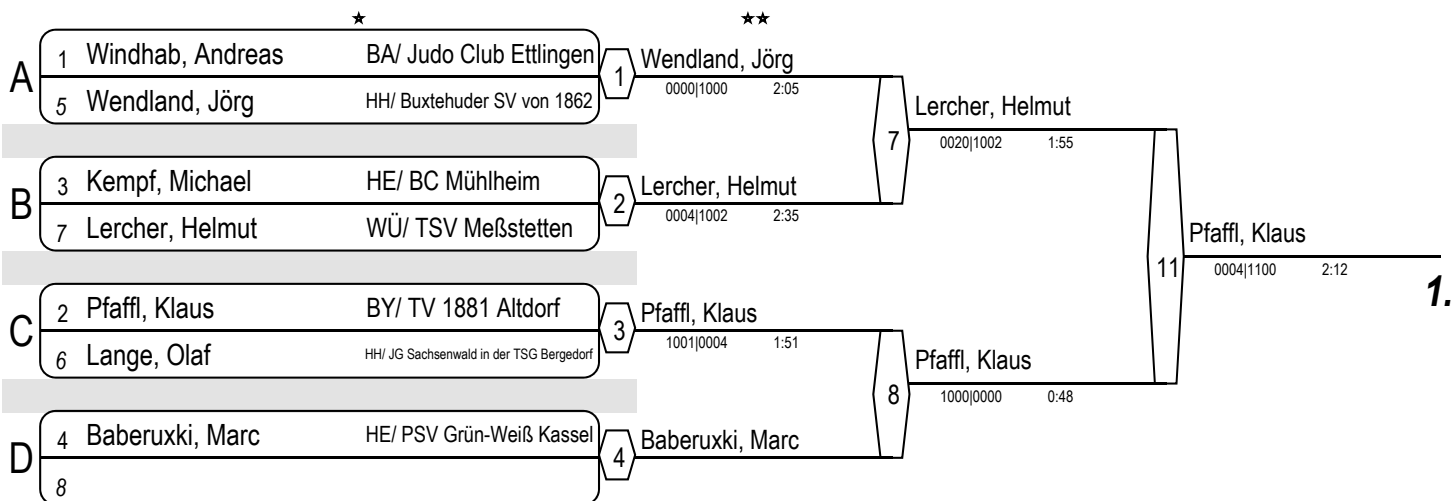 ★ ★★
A
1 Windhab, Andreas BA/ Judo Club Ettlingen
5 Wendland, Jörg HH/ Buxtehuder SV von 1862
1
Wendland, Jörg
0000|1000 2:05
B
3 Kempf, Michael HE/ BC Mühlheim
7 Lercher, Helmut WÜ/ TSV Meßstetten
2
Lercher, Helmut
0004|1002 2:35
7
Lercher, Helmut
0020|1002 1:55
C
2 Pfaffl, Klaus BY/ TV 1881 Altdorf
6 Lange, Olaf HH/ JG Sachsenwald in der TSG Bergedorf
3
Pfaffl, Klaus
1001|0004 1:51
D
4 Baberuxki, Marc HE/ PSV Grün-Weiß Kassel
8
4
Baberuxki, Marc
8
Pfaffl, Klaus
1000|0000 0:48
11
Pfaffl, Klaus
0004|1100 2:12
1.